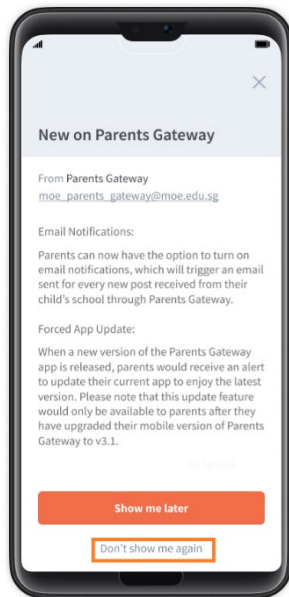 New on Parents Gateway
From Parents Gateway
moe_parents_gateway@moe.edu.sg
Email Notifications:
Parents can now have the option to turn on
email notifications, which will trigger an email
sent for every new post received from their
child's school through Parents Gateway.
Forced App Update:
When a new version of the Parents Gateway
app is released, parents would receive an alert
to update their current app to enjoy the latest
version. Please note that this update feature
would only be available to parents after they
have upgraded their mobile version of Parents
Gateway to v3.1.
Show me later
Don't show me again